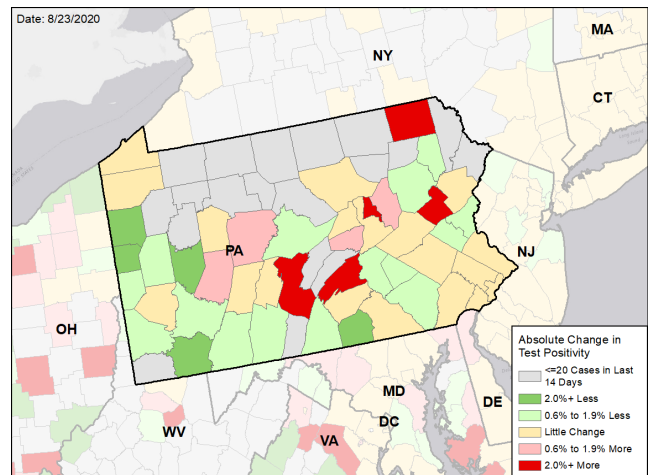 Date: 8/23/2020
MA
NY
CT
NJ
PA
OH
MD
DE
DC
WV
VA
Absolute Change in
Test Positivity
<=20 Cases in Last
14 Days
2.0%+ Less
0.6% to 1.9% Less
Little Change
0.6% to 1.9% More
2.0%+ More